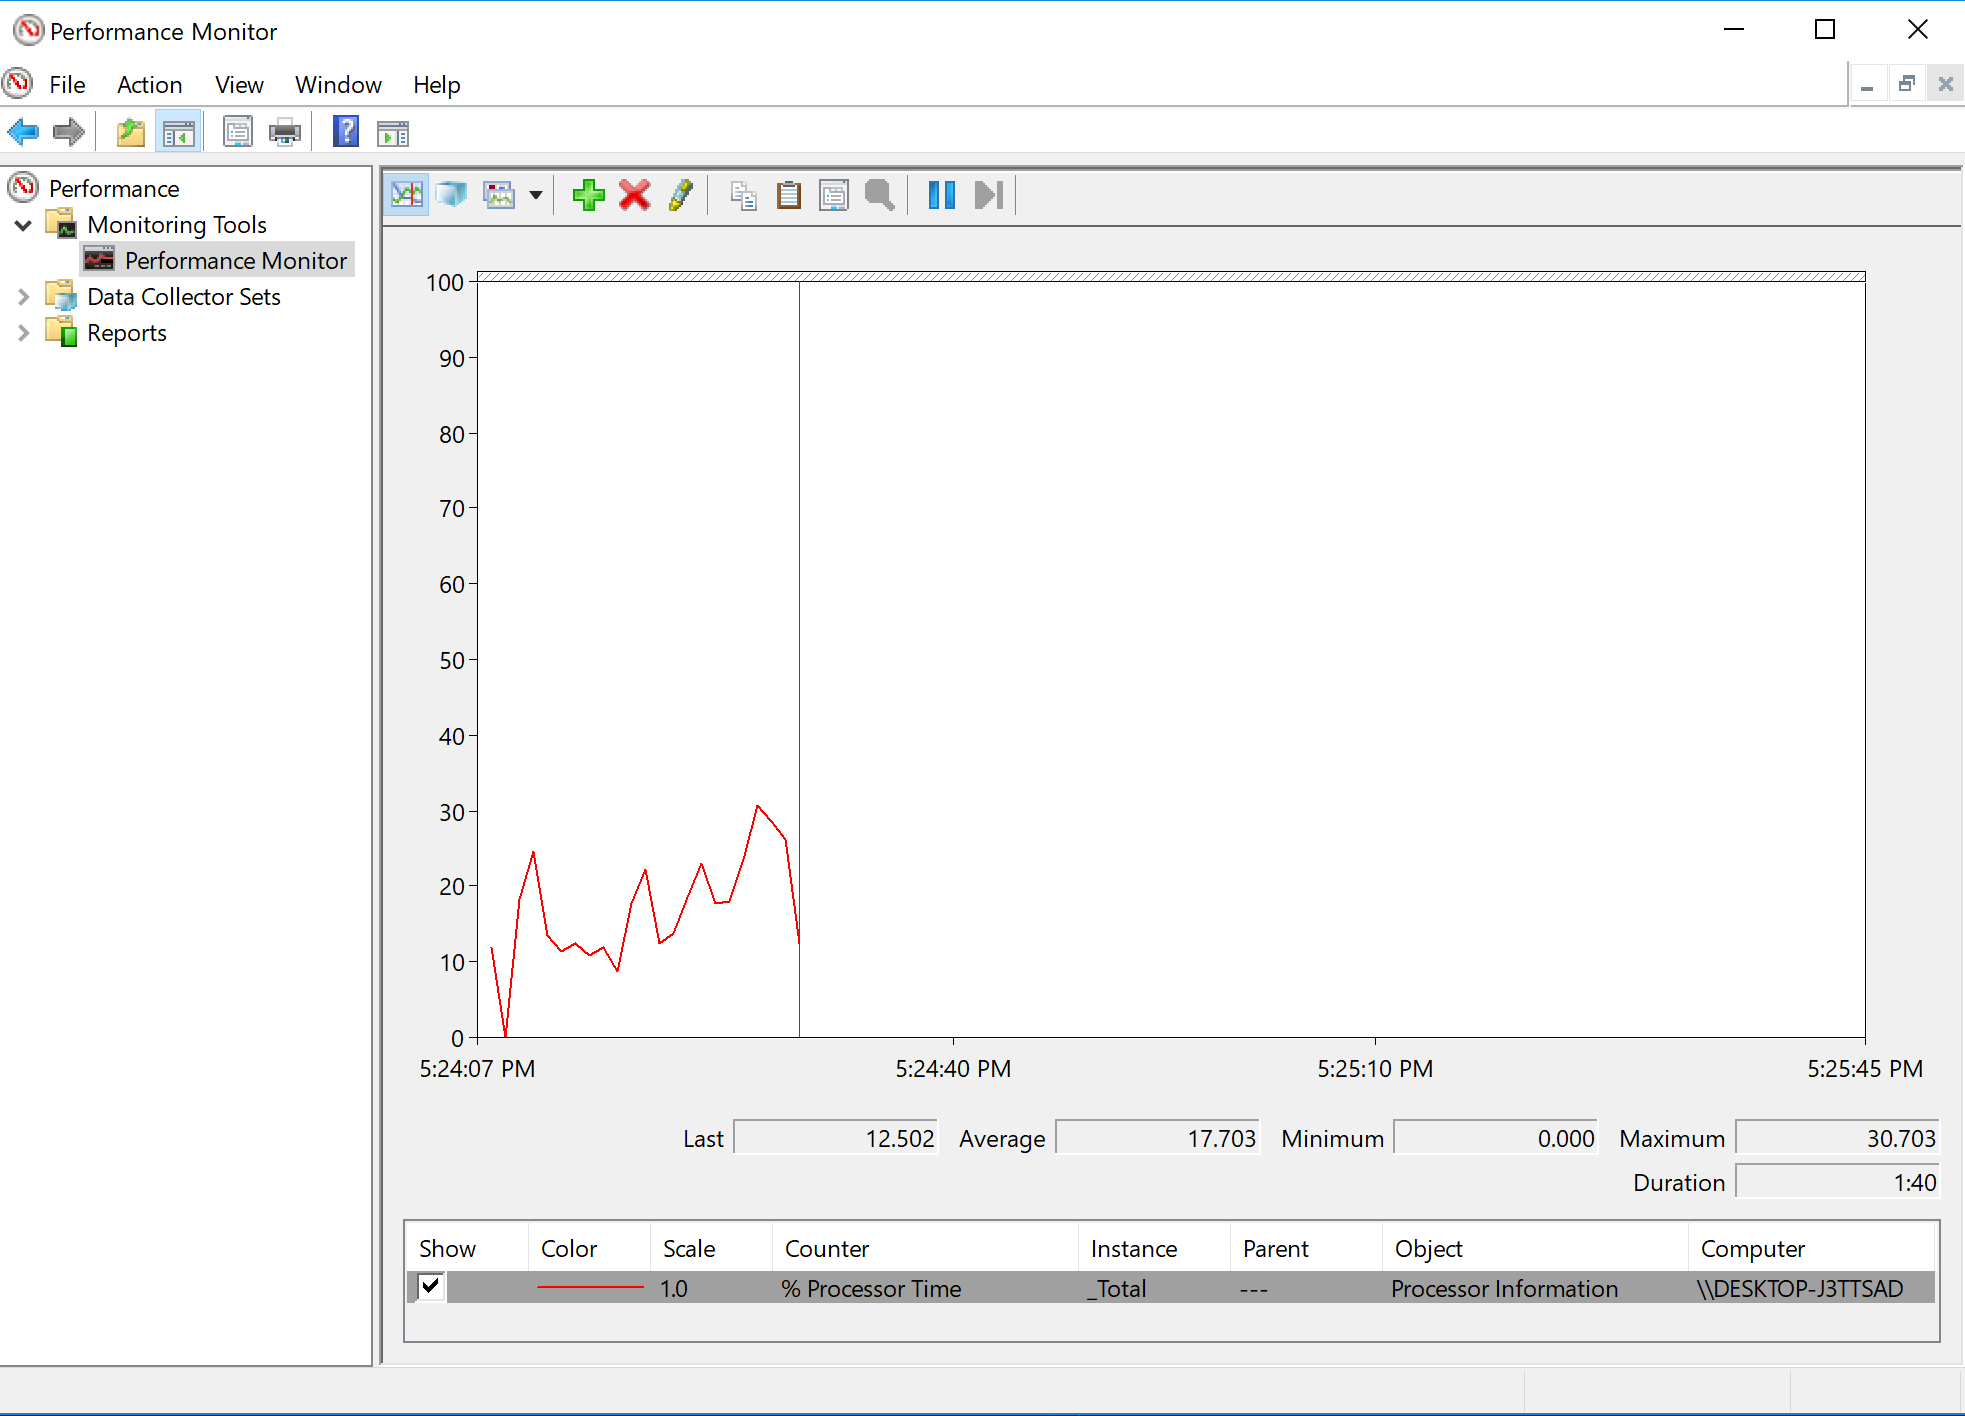 Performance Monitor
File Action View Window Help
Performance
Monitoring Tools
Performance Monitor
Data Collector Sets
Reports
100
90
80
70
60
50
40
30
20
10
0
5:24:07 PM 5:24:40 PM 5:25:10 PM 5:25:45 PM
Last 12.502 Average 17.703 Minimum 0.000 Maximum 30.703
Duration 1:40
Show Color Scale Counter Instance Parent Object Computer
1.0 % Processor Time _Total --- Processor Information \\DESKTOP-J3TTSAD